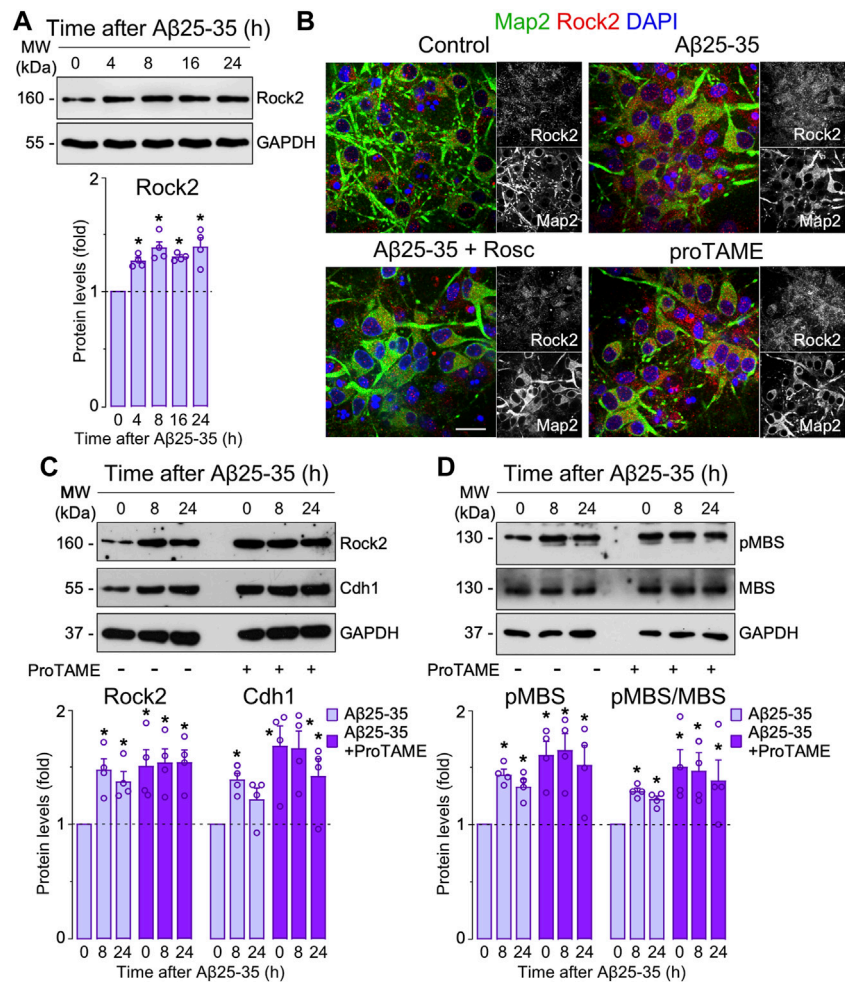 A
Time after Aβ25-35 (h)
MW
(kDa)
0 4 8 16 24
160 - Rock2
55 - GAPDH
Rock2
2
1
0
Protein levels (fold)
* * * *
0 4 8 16 24
Time after Aβ25-35 (h)
B
Map2 Rock2 DAPI
Control
Aβ25-35
Rock2
Map2
Rock2
Map2
Aβ25-35 + Rosc
proTAME
Rock2
Map2
Rock2
Map2
C
Time after Aβ25-35 (h)
MW
(kDa)
0 8 24 0 8 24
160 - Rock2
55 - Cdh1
37 - GAPDH
ProTAME - - - + + +
Rock2
Cdh1
Aβ25-35
Aβ25-35
+ProTAME
2
1
0
Protein levels (fold)
* * * * * * * * *
0 8 24 0 8 24 0 8 24 0 8 24
Time after Aβ25-35 (h)
D
Time after Aβ25-35 (h)
MW
(kDa)
0 8 24 0 8 24
130 - pMBS
130 - MBS
37 - GAPDH
ProTAME - - - + + +
pMBS
pMBS/MBS
Aβ25-35
Aβ25-35
+ProTAME
2
1
0
Protein levels (fold)
* * * * * * * * * *
0 8 24 0 8 24 0 8 24 0 8 24
Time after Aβ25-35 (h)